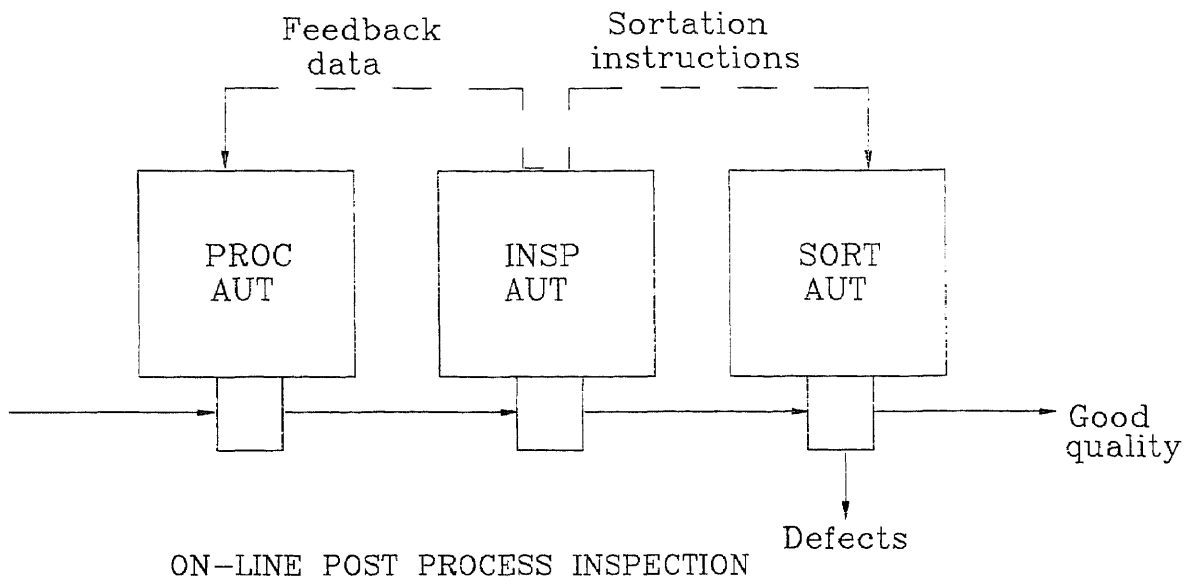 Feedback
data
Sortation
instructions
PROC
AUT
INSP
AUT
SORT
AUT
Good
quality
Defects
ON-LINE POST PROCESS INSPECTION